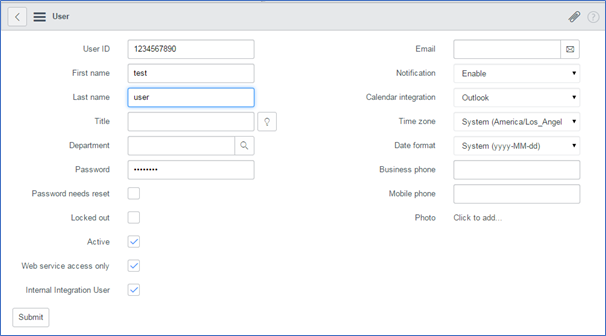 User
User ID 1234567890 Email
First name test Notification Enable
Last name user Calendar integration Outlook
Title Time zone System (America/Los_Angel
Department Date format System (yyyy-MM-dd)
Password •••••••• Business phone
Password needs reset Mobile phone
Locked out Photo Click to add...
Active
Web service access only
Internal Integration User
Submit